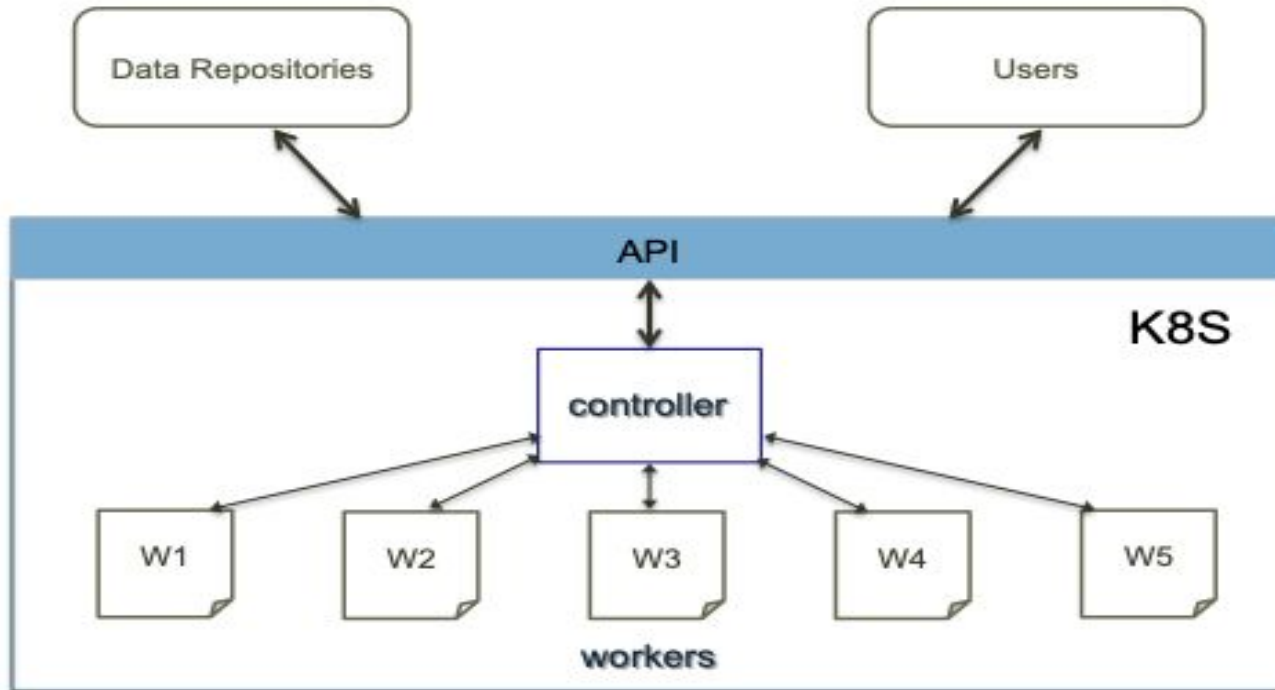 Data Repositories
Users
API
K8S
controller
W1
W2
W3
W4
W5
workers